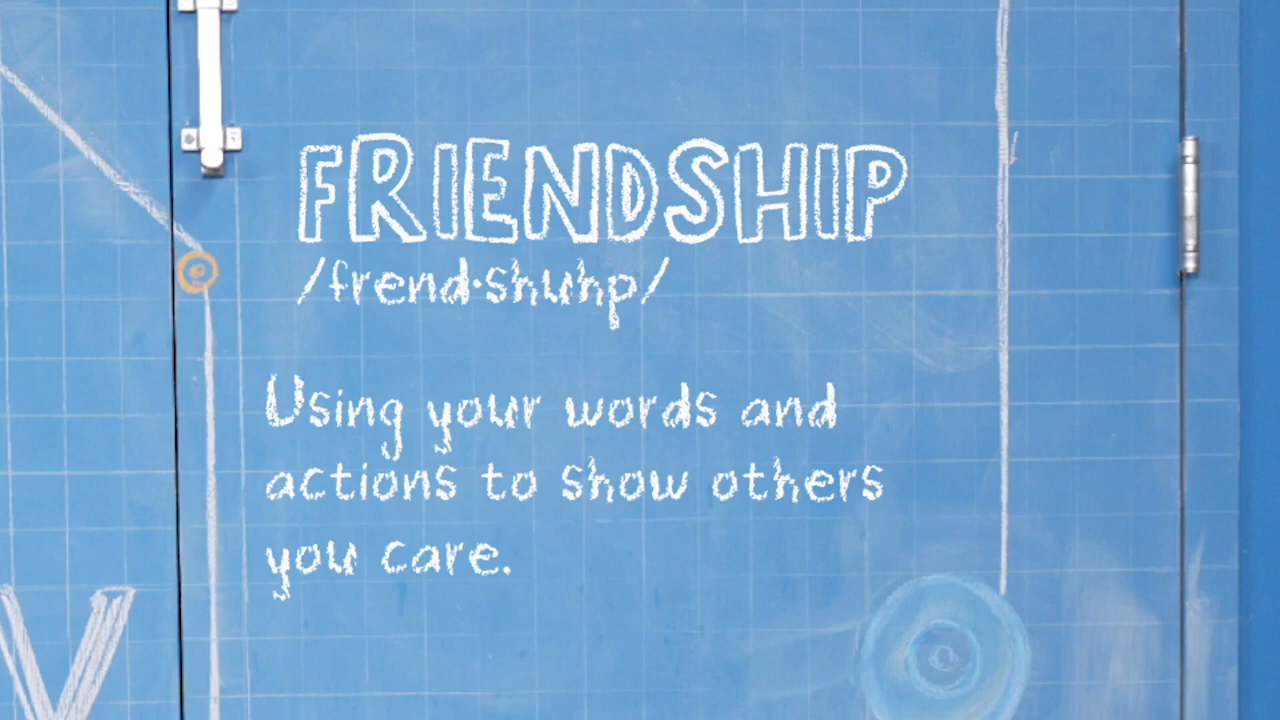 FRIENDSHIP
/frend·shuhp/
Using your words and
actions to show others
you care.
V